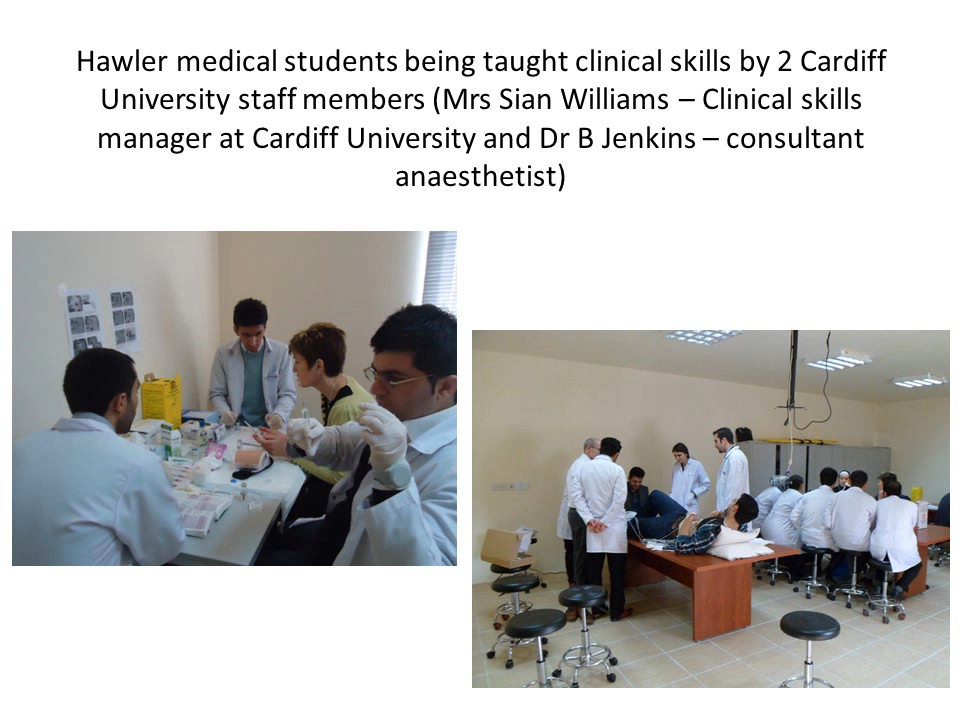 Hawler medical students being taught clinical skills by 2 Cardiff
University staff members (Mrs Sian Williams – Clinical skills
manager at Cardiff University and Dr B Jenkins – consultant
anaesthetist)